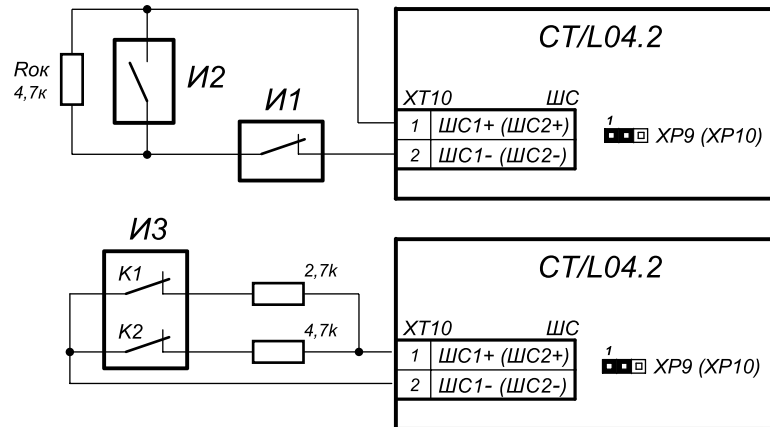 CT/L04.2
Rок
4,7к
И2
И1
XT10 ШС
1 ШС1+ (ШС2+)
2 ШС1- (ШС2-)
1
XP9 (XP10)
И3
K1
K2
2,7k
4,7k
CT/L04.2
XT10 ШС
1 ШС1+ (ШС2+)
2 ШС1- (ШС2-)
1
XP9 (XP10)